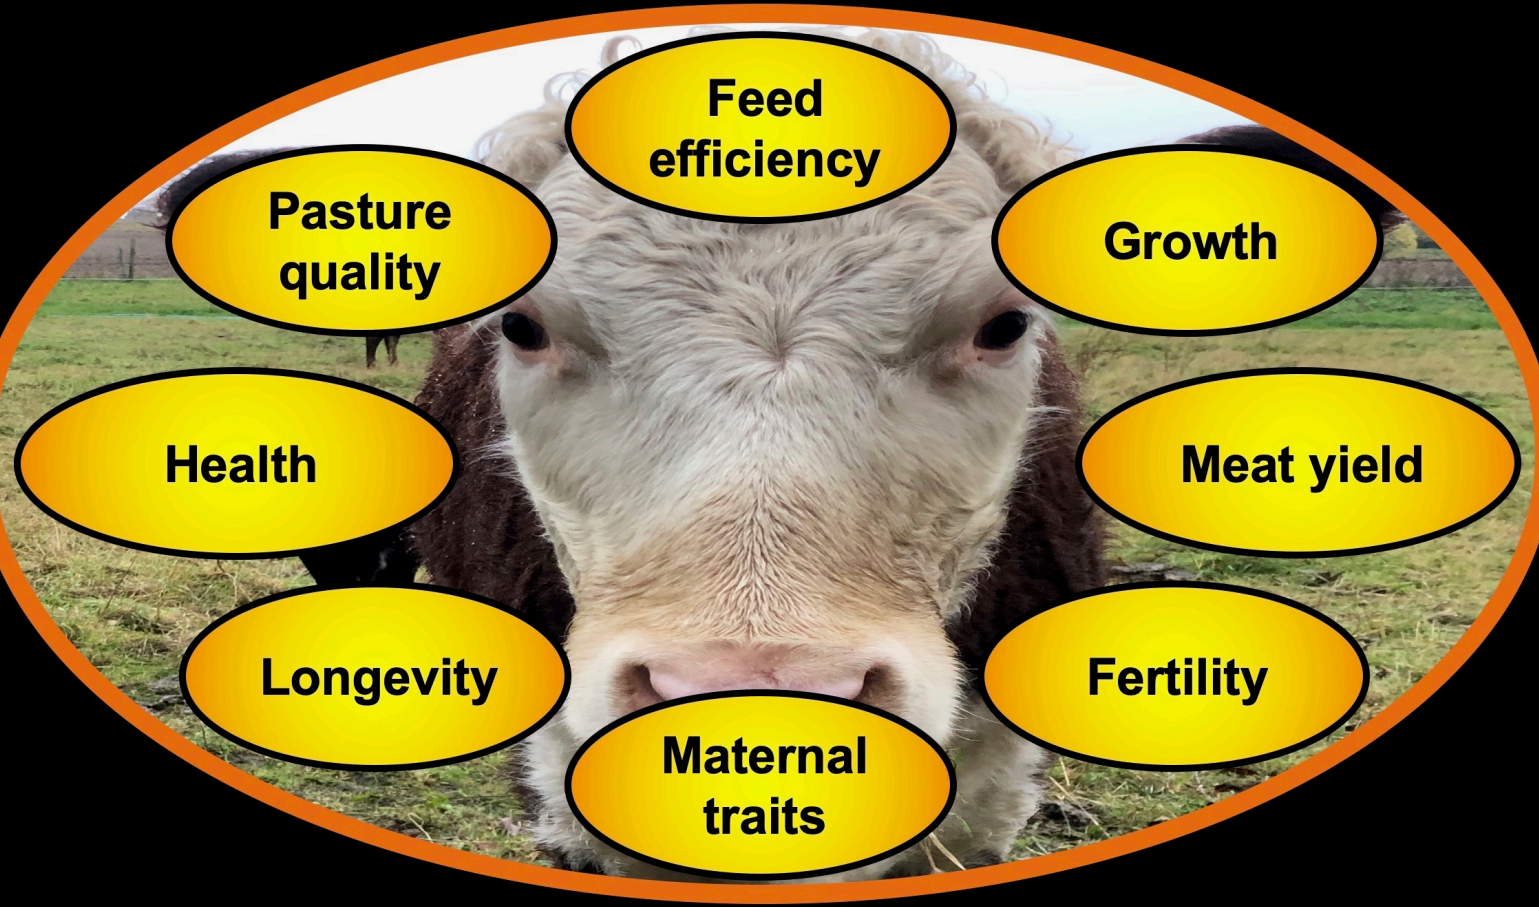 Feed
efficiency
Pasture
quality
Growth
Health
Meat yield
Longevity
Fertility
Maternal
traits